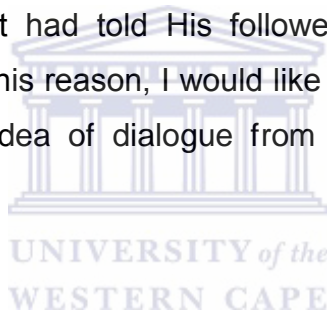 t had told His followe
his reason, I would like
dea of dialogue from
UNIVERSITY of the
WESTERN CAPE